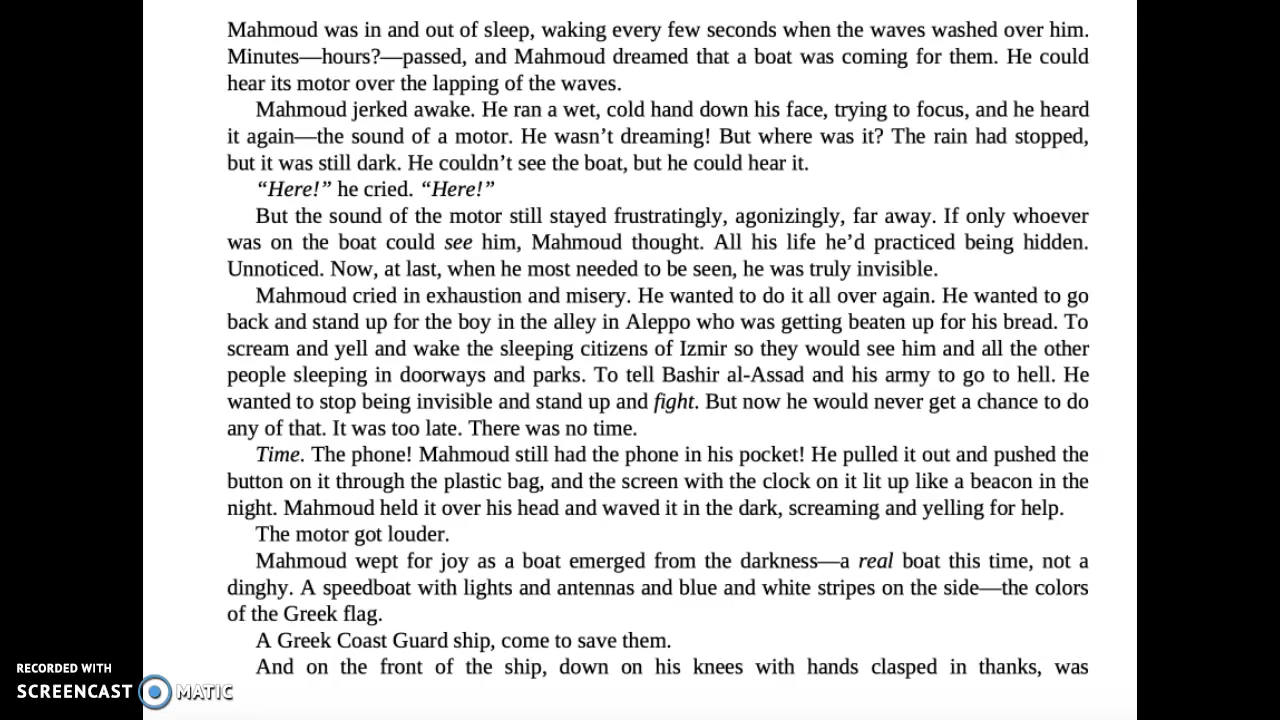 Mahmoud was in and out of sleep, waking every few seconds when the waves washed over him.
Minutes—hours?—passed, and Mahmoud dreamed that a boat was coming for them. He could
hear its motor over the lapping of the waves.
Mahmoud jerked awake. He ran a wet, cold hand down his face, trying to focus, and he heard
it again—the sound of a motor. He wasn’t dreaming! But where was it? The rain had stopped,
but it was still dark. He couldn’t see the boat, but he could hear it.
“Here!” he cried. “Here!”
But the sound of the motor still stayed frustratingly, agonizingly, far away. If only whoever
was on the boat could see him, Mahmoud thought. All his life he’d practiced being hidden.
Unnoticed. Now, at last, when he most needed to be seen, he was truly invisible.
Mahmoud cried in exhaustion and misery. He wanted to do it all over again. He wanted to go
back and stand up for the boy in the alley in Aleppo who was getting beaten up for his bread. To
scream and yell and wake the sleeping citizens of Izmir so they would see him and all the other
people sleeping in doorways and parks. To tell Bashir al-Assad and his army to go to hell. He
wanted to stop being invisible and stand up and fight. But now he would never get a chance to do
any of that. It was too late. There was no time.
Time. The phone! Mahmoud still had the phone in his pocket! He pulled it out and pushed the
button on it through the plastic bag, and the screen with the clock on it lit up like a beacon in the
night. Mahmoud held it over his head and waved it in the dark, screaming and yelling for help.
The motor got louder.
Mahmoud wept for joy as a boat emerged from the darkness—a real boat this time, not a
dinghy. A speedboat with lights and antennas and blue and white stripes on the side—the colors
of the Greek flag.
A Greek Coast Guard ship, come to save them.
And on the front of the ship, down on his knees with hands clasped in thanks, was
RECORDED WITH
SCREENCAST MATIC